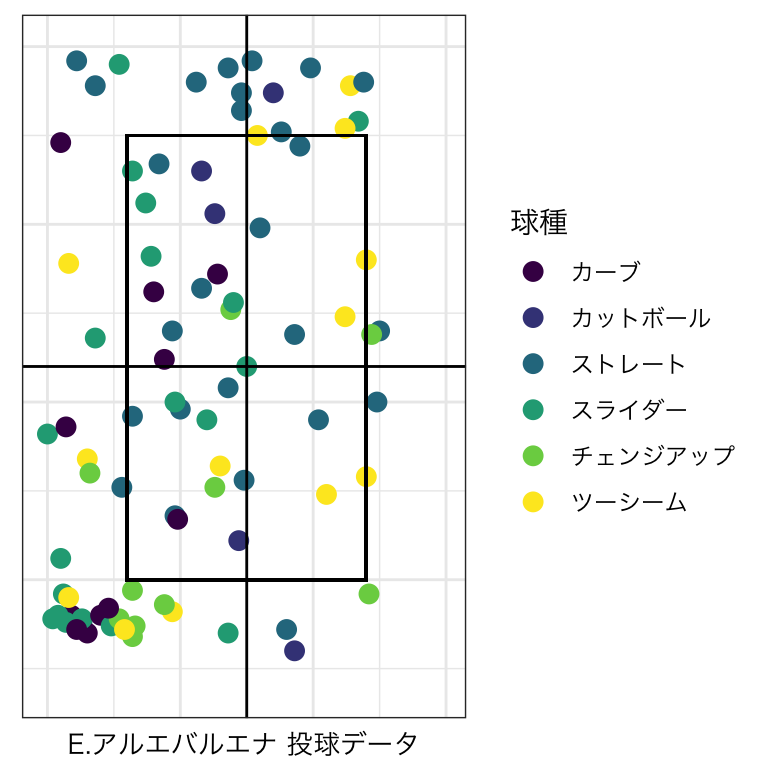 球種
カーブ
カットボール
ストレート
スライダー
チェンジアップ
ツーシーム
E.アルエバルエナ 投球データ